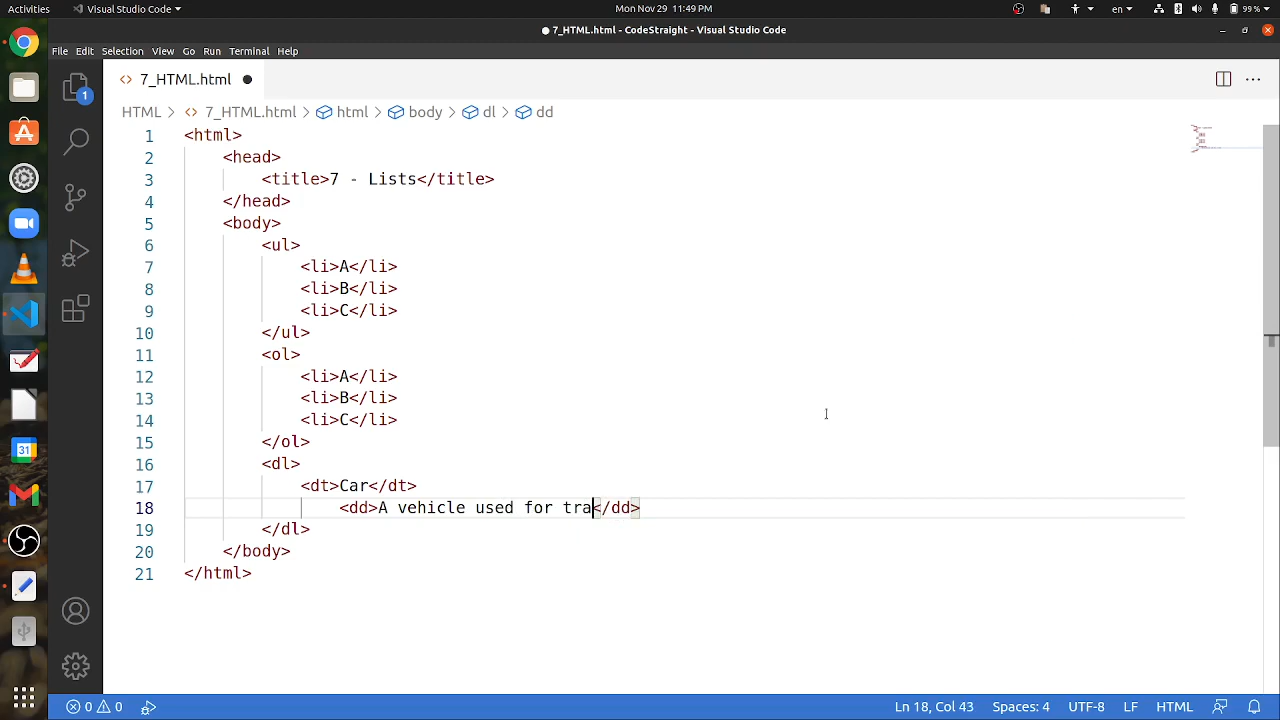 Activities Visual Studio Code Mon Nov 29 11:49 PM en 99%
7_HTML.html - CodeStraight - Visual Studio Code
File Edit Selection View Go Run Terminal Help
7_HTML.html
HTML > 7_HTML.html > html > body > dl > dd
1 <html>
2 <head>
3 <title>7 - Lists</title>
4 </head>
5 <body>
6 <ul>
7 <li>A</li>
8 <li>B</li>
9 <li>C</li>
10 </ul>
11 <ol>
12 <li>A</li>
13 <li>B</li>
14 <li>C</li>
15 </ol>
16 <dl>
17 <dt>Car</dt>
18 <dd>A vehicle used for tra</dd>
19 </dl>
20 </body>
21 </html>
1
31
0 0 Ln 18, Col 43 Spaces: 4 UTF-8 LF HTML